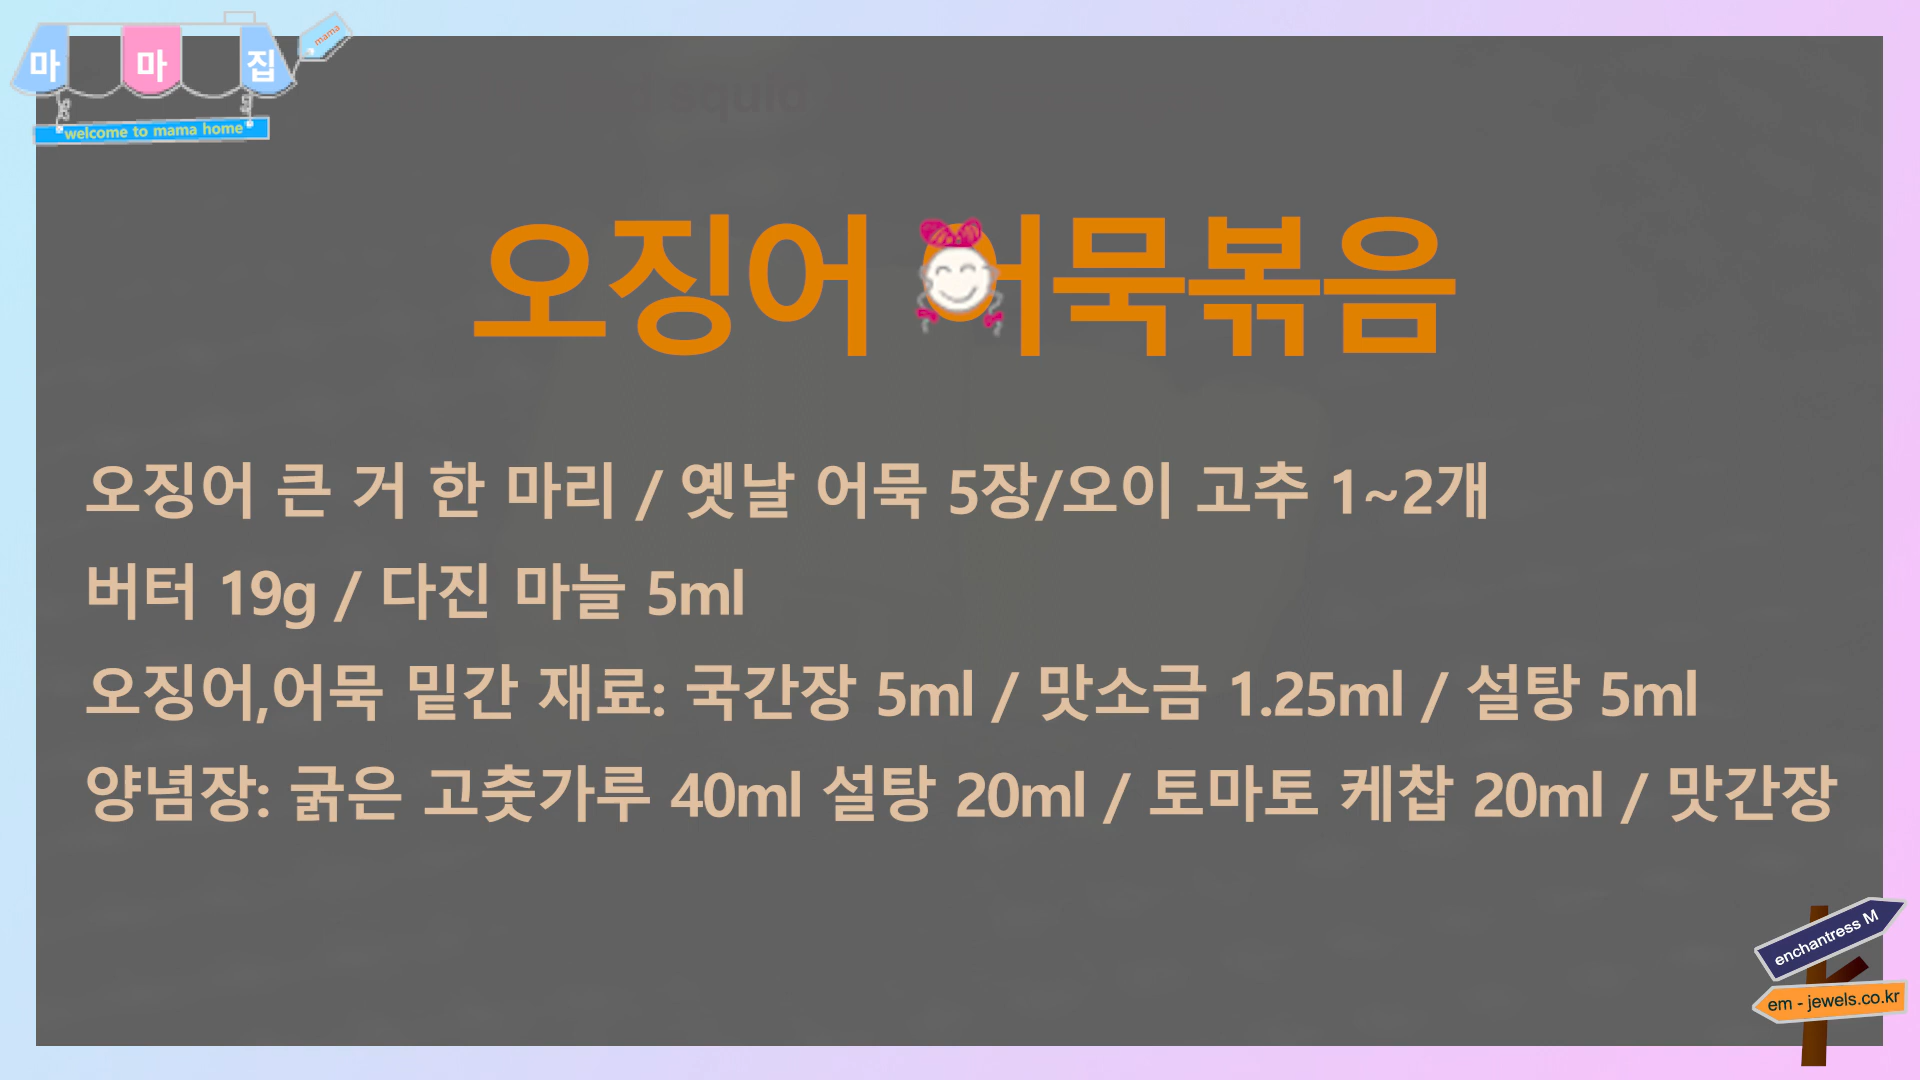 마 마 집
mama
welcome to mama home
오징어 어묵볶음
오징어 큰 거 한 마리 / 옛날 어묵 5장/오이 고추 1~2개
버터 19g / 다진 마늘 5ml
오징어,어묵 밑간 재료: 국간장 5ml / 맛소금 1.25ml / 설탕 5ml
양념장: 굵은 고춧가루 40ml 설탕 20ml / 토마토 케찹 20ml / 맛간장
enchantress M
em - jewels.co.kr